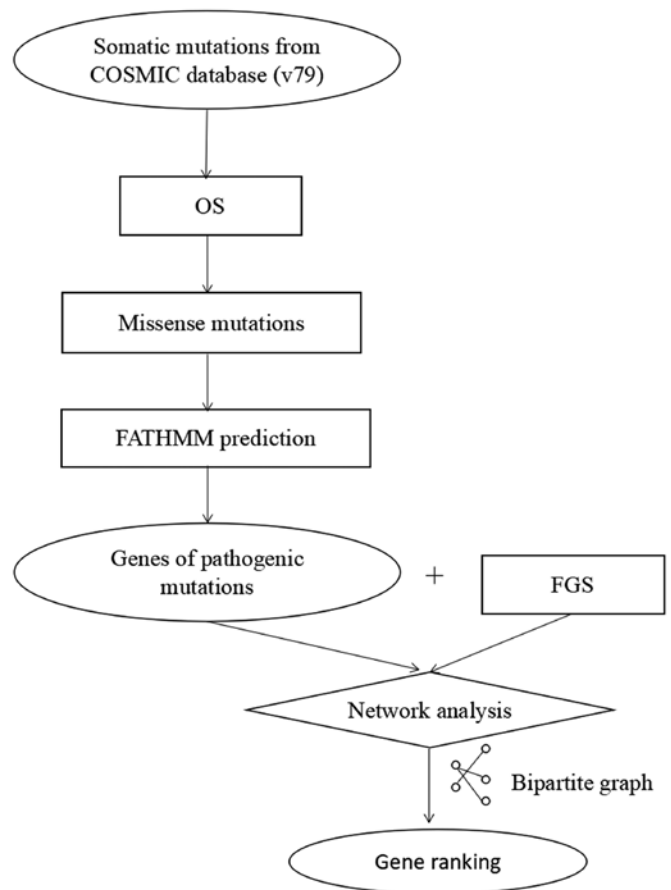 Somatic mutations from
COSMIC database (v79)
OS
Missense mutations
FATHMM prediction
Genes of pathogenic
mutations
+
FGS
Network analysis
Bipartite graph
Gene ranking